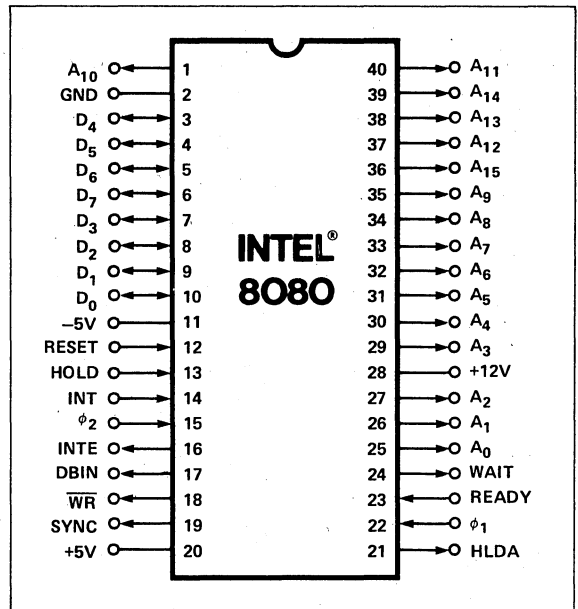 A10 1 40 A11
GND 2 39 A14
D4 3 38 A13
D5 4 37 A12
D6 5 36 A15
D7 6 35 A9
D3 7 34 A8
D2 8 33 A7
INTEL®
D1 9 32 A6
8080
D0 10 31 A5
−5V 11 30 A4
RESET 12 29 A3
HOLD 13 28 +12V
INT 14 27 A2
ϕ2 15 26 A1
INTE 16 25 A0
DBIN 17 24 WAIT
W̅R̅ 18 23 READY
SYNC 19 22 ϕ1
+5V 20 21 HLDA